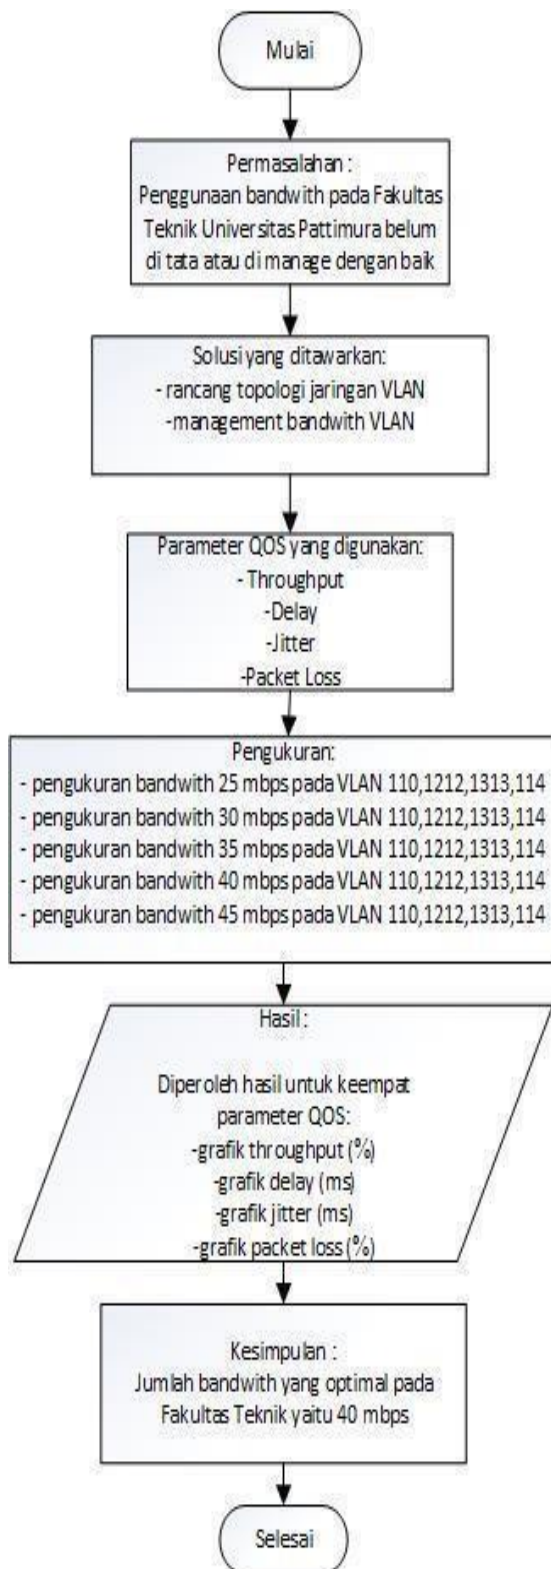 Mulai
Permasalahan :
Penggunaan bandwith pada Fakultas
Teknik Universitas Pattimura belum
di tata atau di manage dengan baik
Solusi yang ditawarkan:
- rancang topologi jaringan VLAN
-management bandwith VLAN
Parameter QOS yang digunakan:
- Throughput
-Delay
-Jitter
-Packet Loss
Pengukuran:
- pengukuran bandwith 25 mbps pada VLAN 110,1212,1313,114
- pengukuran bandwith 30 mbps pada VLAN 110,1212,1313,114
- pengukuran bandwith 35 mbps pada VLAN 110,1212,1313,114
- pengukuran bandwith 40 mbps pada VLAN 110,1212,1313,114
- pengukuran bandwith 45 mbps pada VLAN 110,1212,1313,114
Hasil :
Diperoleh hasil untuk keempat
parameter QOS:
-grafik throughput (%)
-grafik delay (ms)
-grafik jitter (ms)
-grafik packet loss (%)
Kesimpulan :
Jumlah bandwith yang optimal pada
Fakultas Teknik yaitu 40 mbps
Selesai